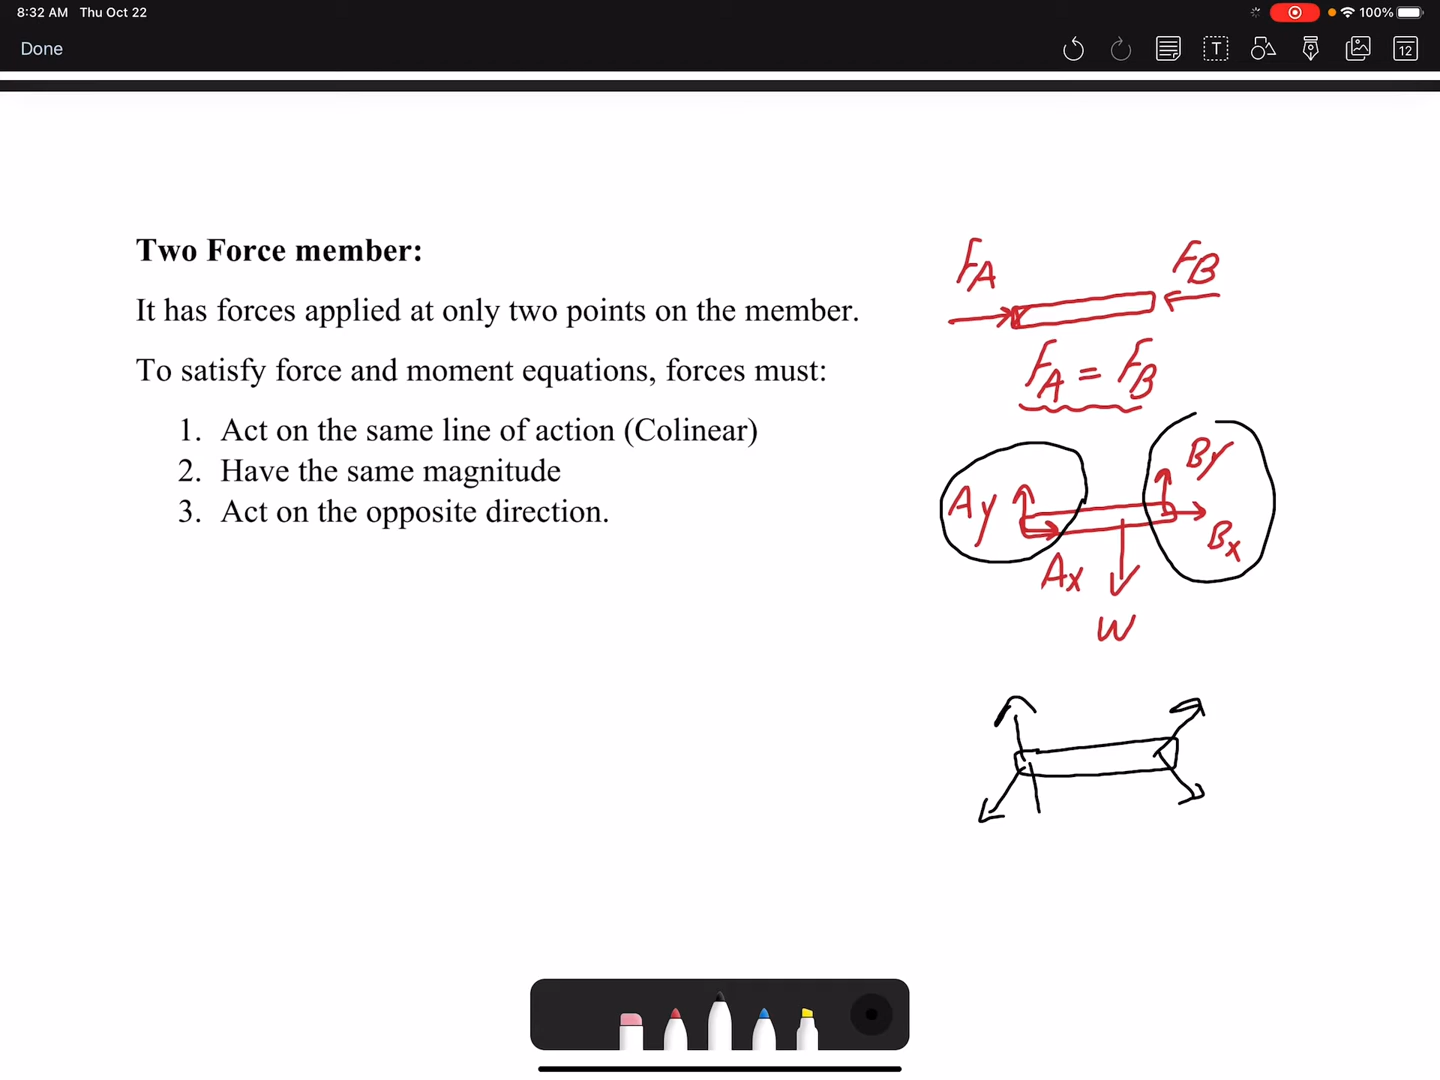 8:32 AM Thu Oct 22
100%
Done
T
12
Two Force member:
It has forces applied at only two points on the member.
To satisfy force and moment equations, forces must:
1. Act on the same line of action (Colinear)
2. Have the same magnitude
3. Act on the opposite direction.
FA
FB
FA = FB
Ay
By
Ax
Bx
W